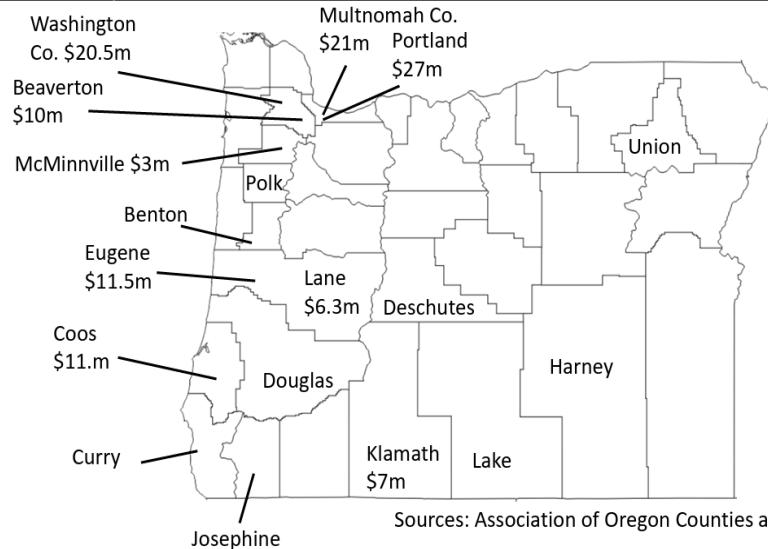 Washington
Co. $20.5m
Multnomah Co.
$21m
Portland
$27m
Beaverton
$10m
McMinnville $3m
Union
Polk
Benton
Eugene
$11.5m
Lane
$6.3m
Deschutes
Coos
$11.m
Douglas
Harney
Curry
Klamath
$7m
Lake
Josephine
Sources: Association of Oregon Counties a